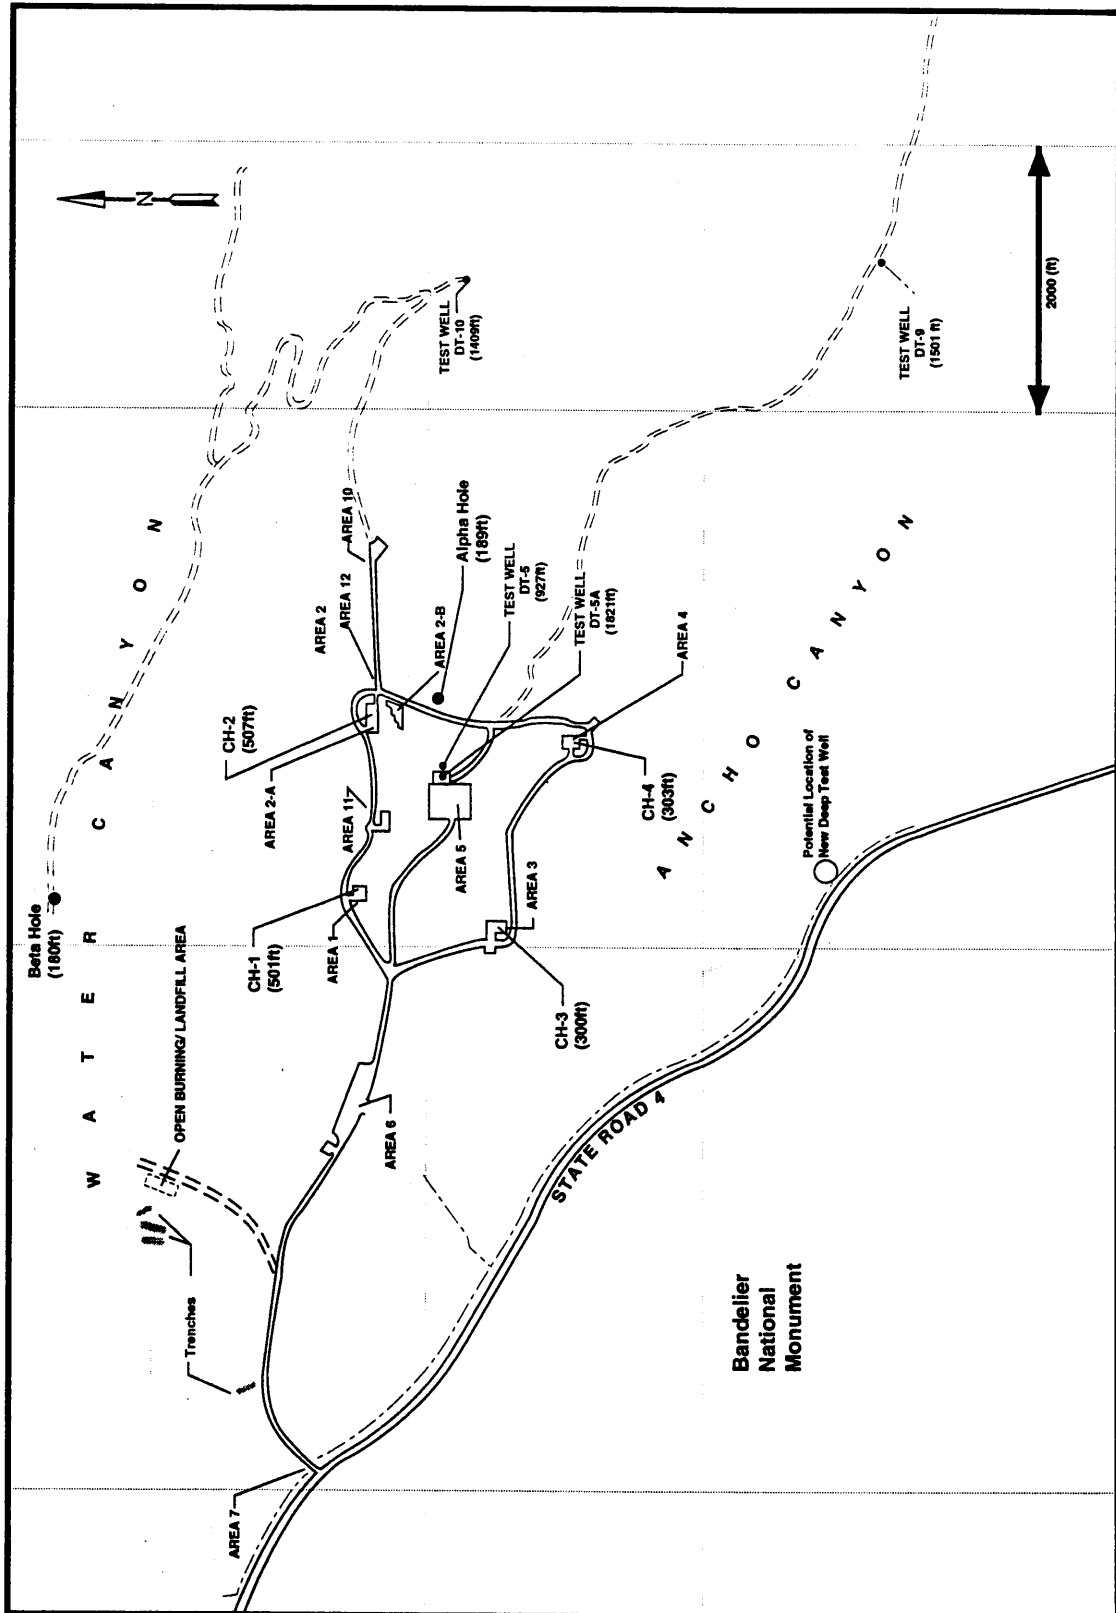 Beta Hole
(180ft)
W A T E R C A N Y O N
OPEN BURNING/ LANDFILL AREA
Trenches
AREA 7
AREA 6
CH-1
(501ft)
AREA 1
AREA 11
CH-2
(507ft)
AREA 2-A
AREA 2
AREA 12
AREA 10
Alpha Hole
(189ft)
AREA 2-B
TEST WELL
DT-5
(927ft)
TEST WELL
DT-5A
(1821ft)
AREA 4
CH-4
(303ft)
AREA 5
AREA 3
CH-3
(300ft)
TEST WELL
DT-10
(1409ft)
TEST WELL
DT-9
(1501 ft)
N
2000 (ft)
A N C H O C A N Y O N
Potential Location of
New Deep Test Well
STATE ROAD 4
Bandelier
National
Monument